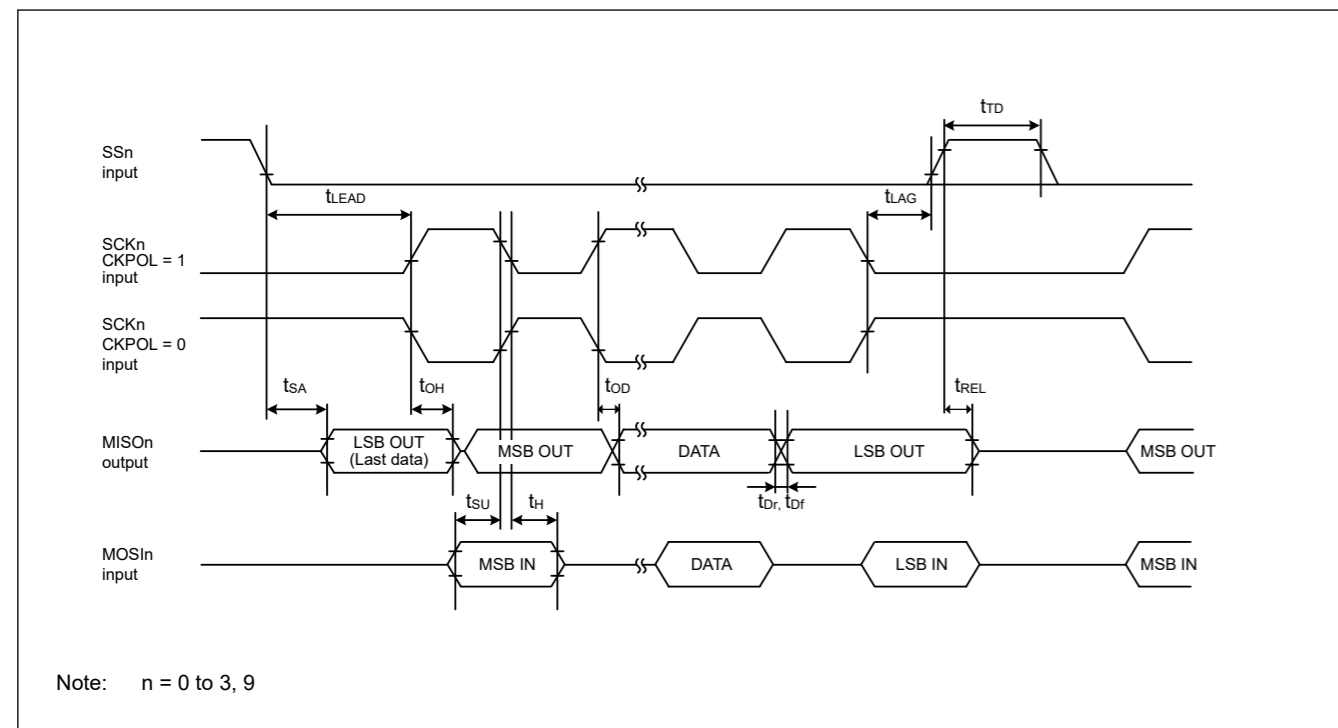 tTD
SSn
input
tLEAD
tLAG
SCKn
CKPOL = 1
input
SCKn
CKPOL = 0
input
tSA
tOH
tOD
tREL
MISOn
output
LSB OUT
(Last data)
MSB OUT
DATA
LSB OUT
MSB OUT
tSU
tH
tDr, tDf
MOSIn
input
MSB IN
DATA
LSB IN
MSB IN
Note: n = 0 to 3, 9